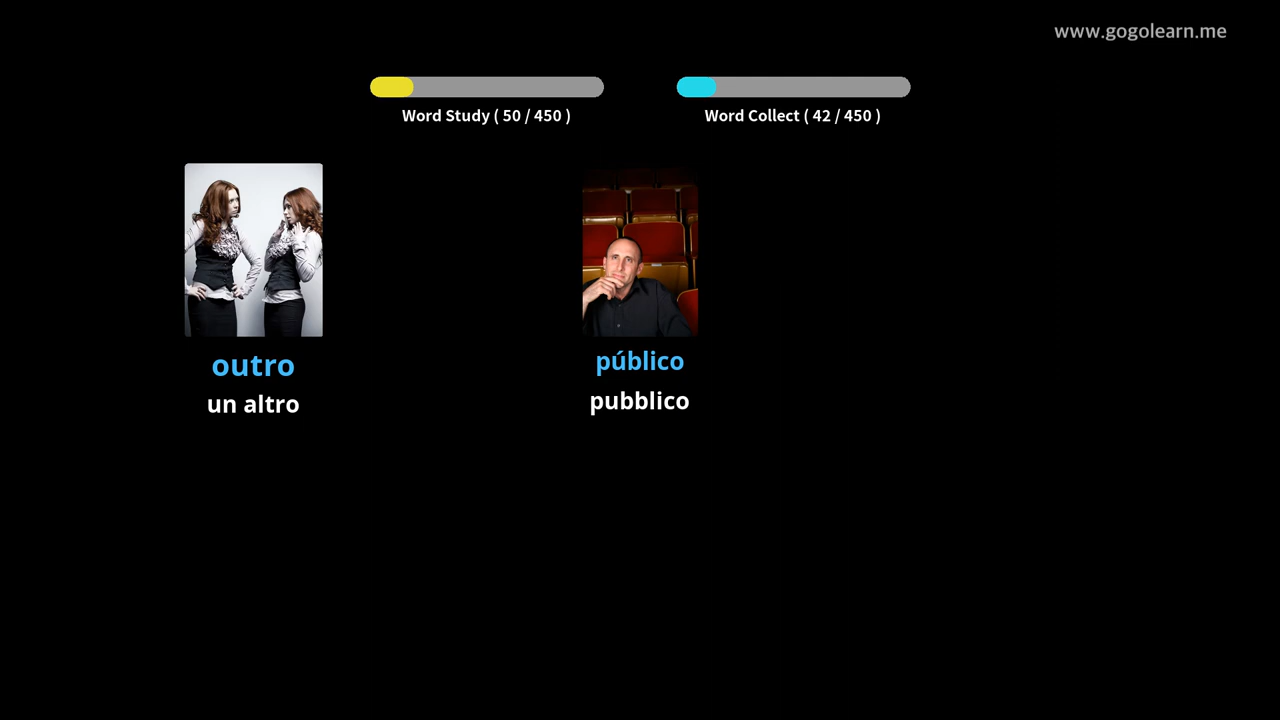 www.gogolearn.me
Word Study ( 50 / 450 )
Word Collect ( 42 / 450 )
outro
un altro
público
pubblico